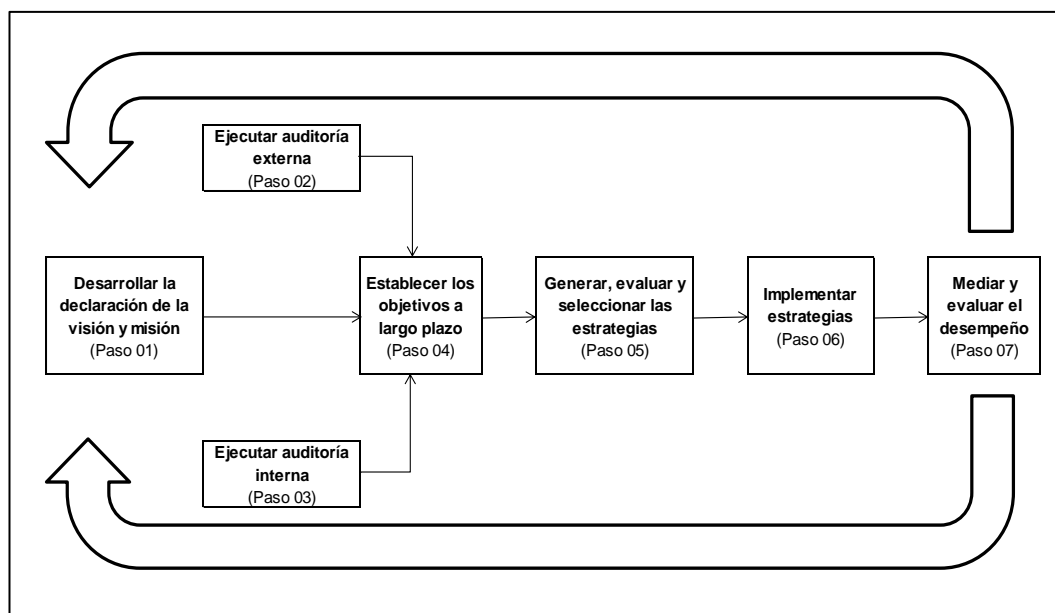 Ejecutar auditoría
externa
(Paso 02)
Desarrollar la
declaración de la
visión y misión
(Paso 01)
Establecer los
objetivos a
largo plazo
(Paso 04)
Generar, evaluar y
seleccionar las
estrategias
(Paso 05)
Implementar
estrategias
(Paso 06)
Mediar y
evaluar el
desempeño
(Paso 07)
Ejecutar auditoría
interna
(Paso 03)